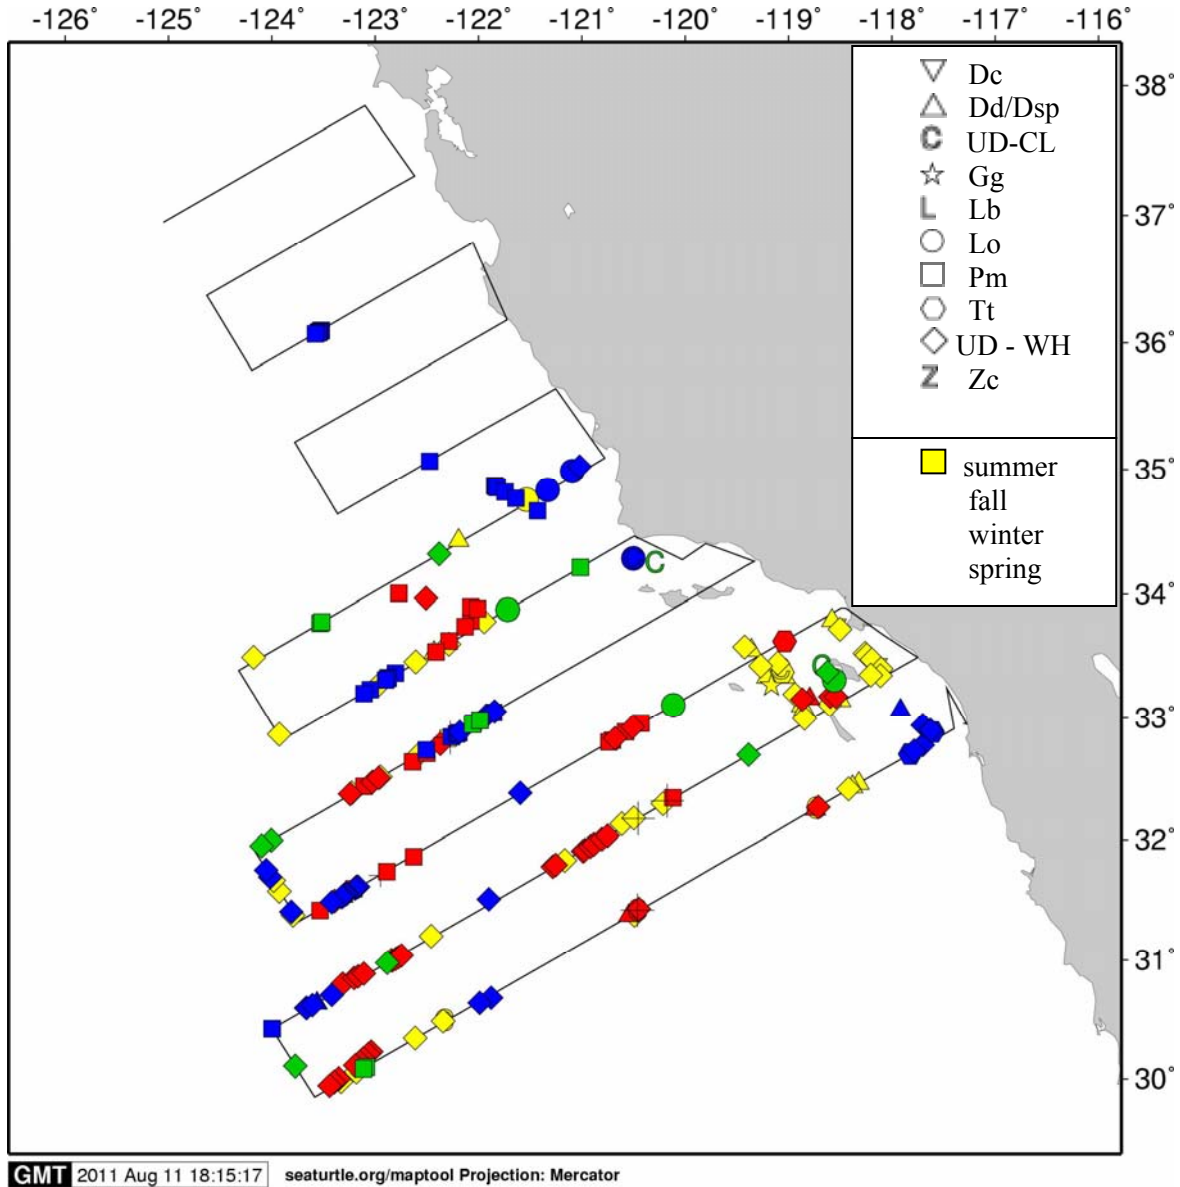 -126° -125° -124° -123° -122° -121° -120° -119° -118° -117° -116°
38°
37°
36°
35°
34°
33°
32°
31°
30°
Dc
Dd/Dsp
C UD-CL
Gg
L Lb
Lo
Pm
Tt
UD - WH
Z Zc
summer
fall
winter
spring
C
C
GMT 2011 Aug 11 18:15:17 seaturtle.org/maptool Projection: Mercator